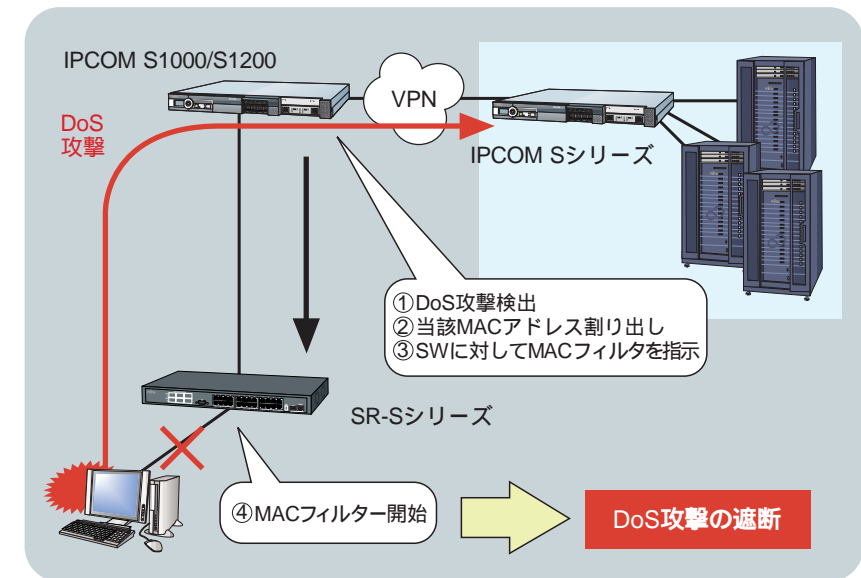 IPCOM S1000/S1200
VPN
DoS
攻撃
IPCOM Sシリーズ
①DoS攻撃検出
②当該MACアドレス割り出し
③SWに対してMACフィルタを指示
SR-Sシリーズ
④MACフィルター開始
DoS攻撃の遮断